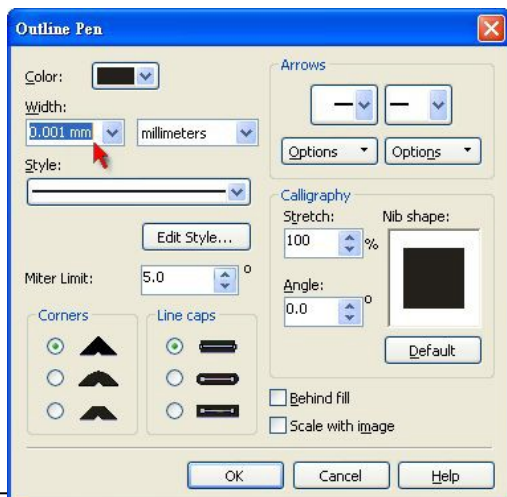 Outline Pen
Color:
Width:
0.001 mm
millimeters
Style:
Edit Style...
Miter Limit:
5.0
°
Corners
Line caps
Arrows
Options
Options
Calligraphy
Stretch:
Nib shape:
100
%
Angle:
0.0
°
Default
Behind fill
Scale with image
OK
Cancel
Help